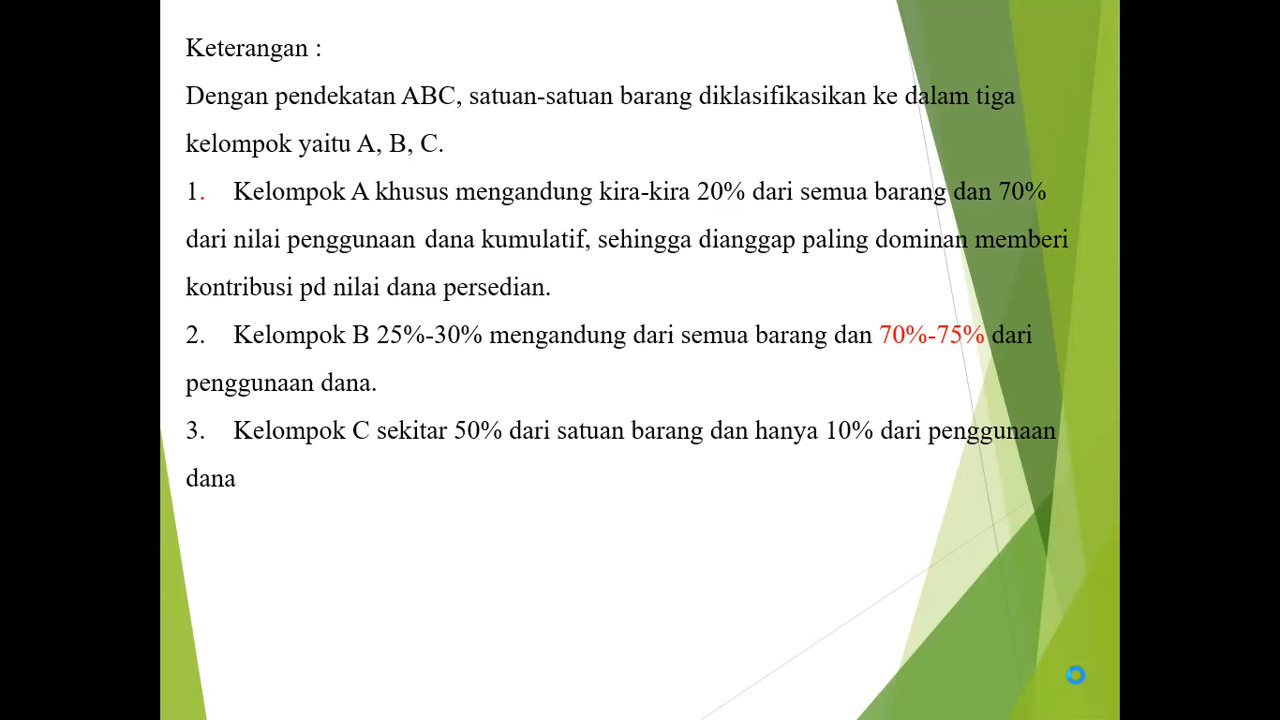 Keterangan :
Dengan pendekatan ABC, satuan-satuan barang diklasifikasikan ke dalam tiga
kelompok yaitu A, B, C.
1. Kelompok A khusus mengandung kira-kira 20% dari semua barang dan 70%
dari nilai penggunaan dana kumulatif, sehingga dianggap paling dominan memberi
kontribusi pd nilai dana persedian.
2. Kelompok B 25%-30% mengandung dari semua barang dan 70%-75% dari
penggunaan dana.
3. Kelompok C sekitar 50% dari satuan barang dan hanya 10% dari penggunaan
dana